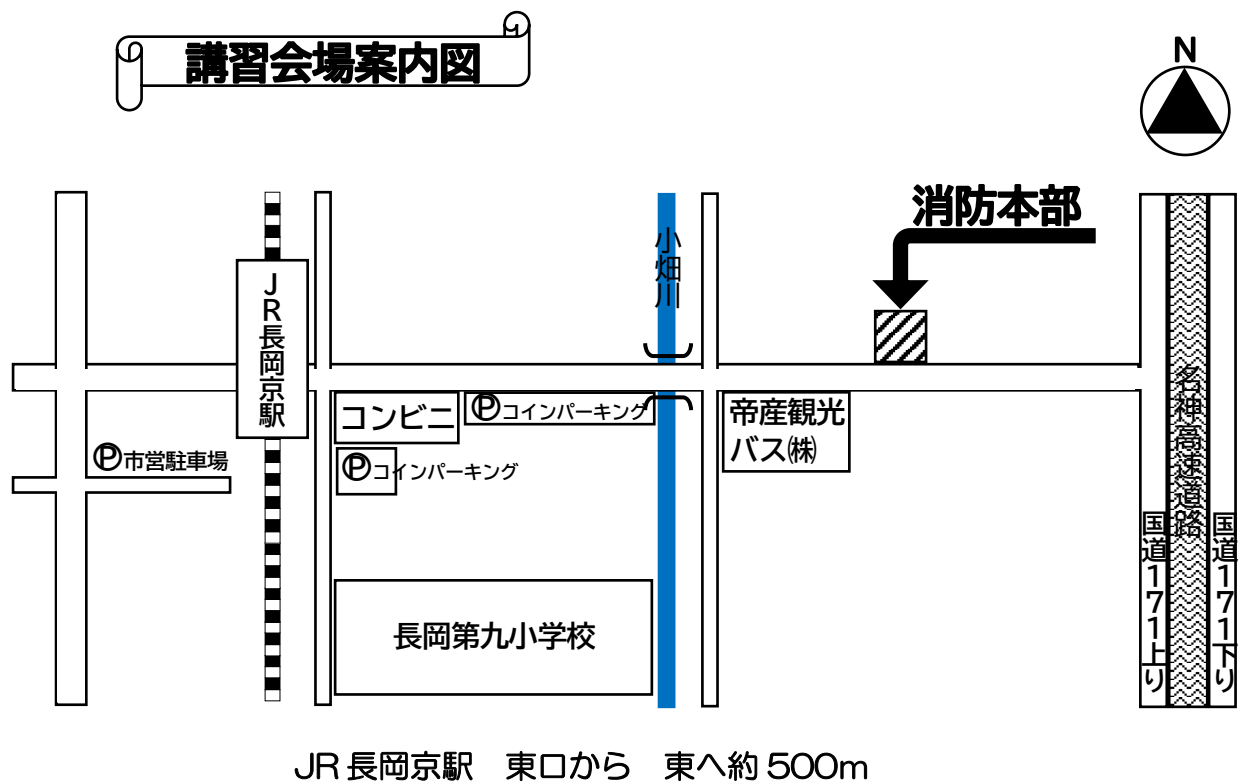 講習会場案内図
N
消防本部
小畑川
JR長岡京駅
名神高速道路
コンビニ
Ⓟコインパーキング
帝産観光
バス㈱
Ⓟ市営駐車場
Ⓟコインパーキング
国道171上り
国道171下り
長岡第九小学校
JR長岡京駅　東口から　東へ約500m